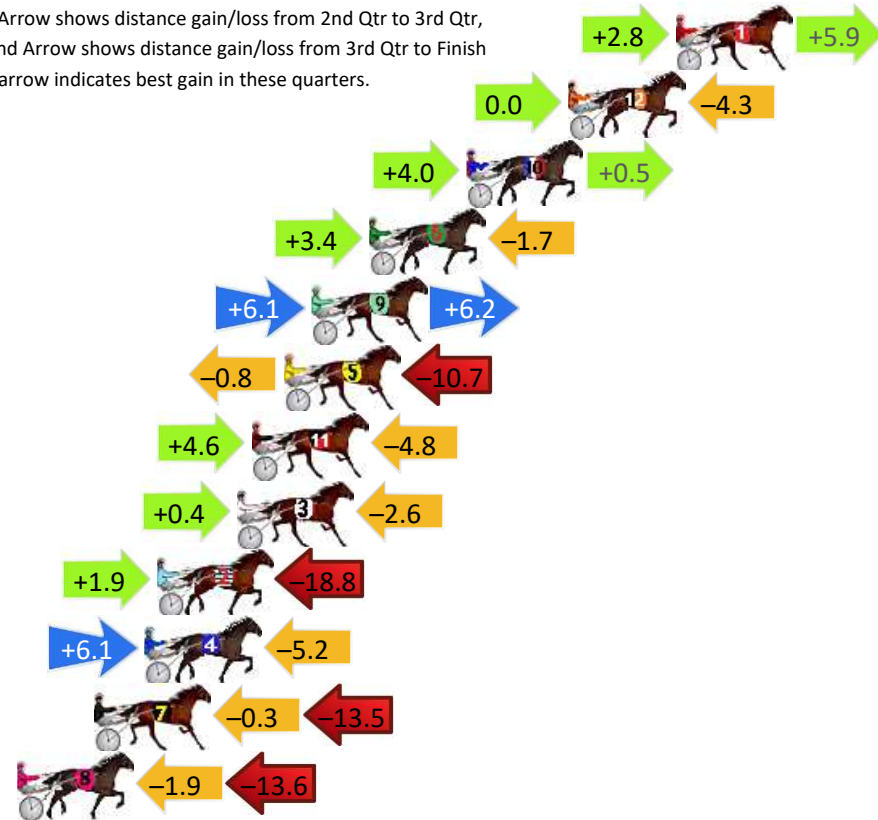 Arrow shows distance gain/loss from 2nd Qtr to 3rd Qtr,
nd Arrow shows distance gain/loss from 3rd Qtr to Finish
arrow indicates best gain in these quarters.
+2.8 1 +5.9
0.0 12 –4.3
+4.0 10 +0.5
+3.4 6 –1.7
+6.1 9 +6.2
–0.8 5 –10.7
+4.6 11 –4.8
+0.4 3 –2.6
+1.9 2 –18.8
+6.1 4 –5.2
7 –0.3 –13.5
8 –1.9 –13.6